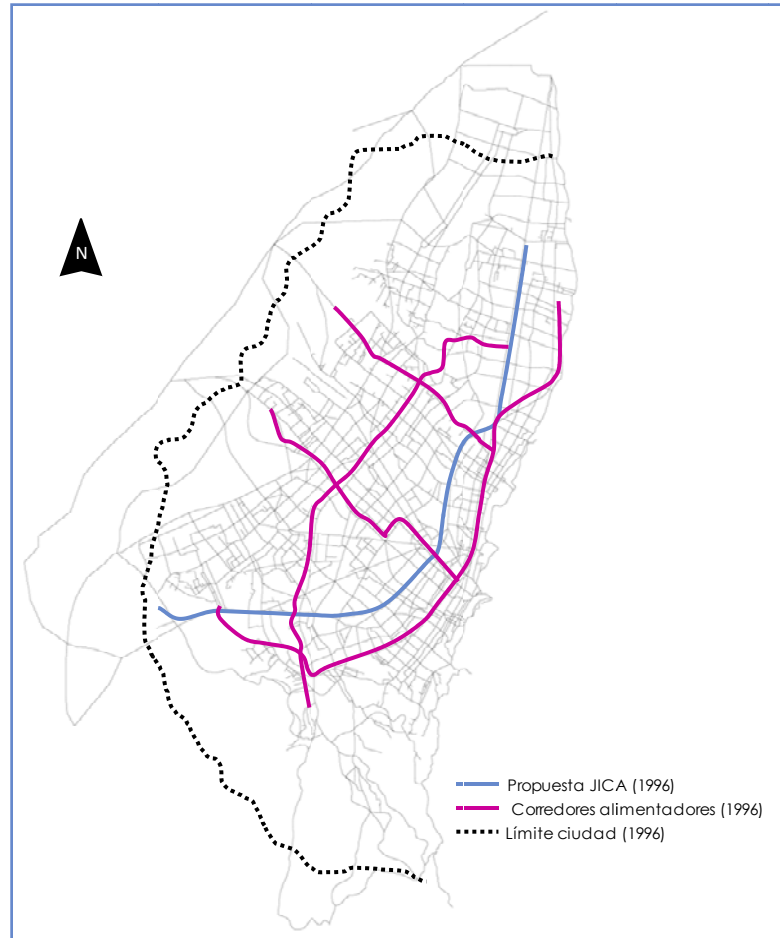 N
Propuesta JICA (1996)
Corredores alimentadores (1996)
Límite ciudad (1996)